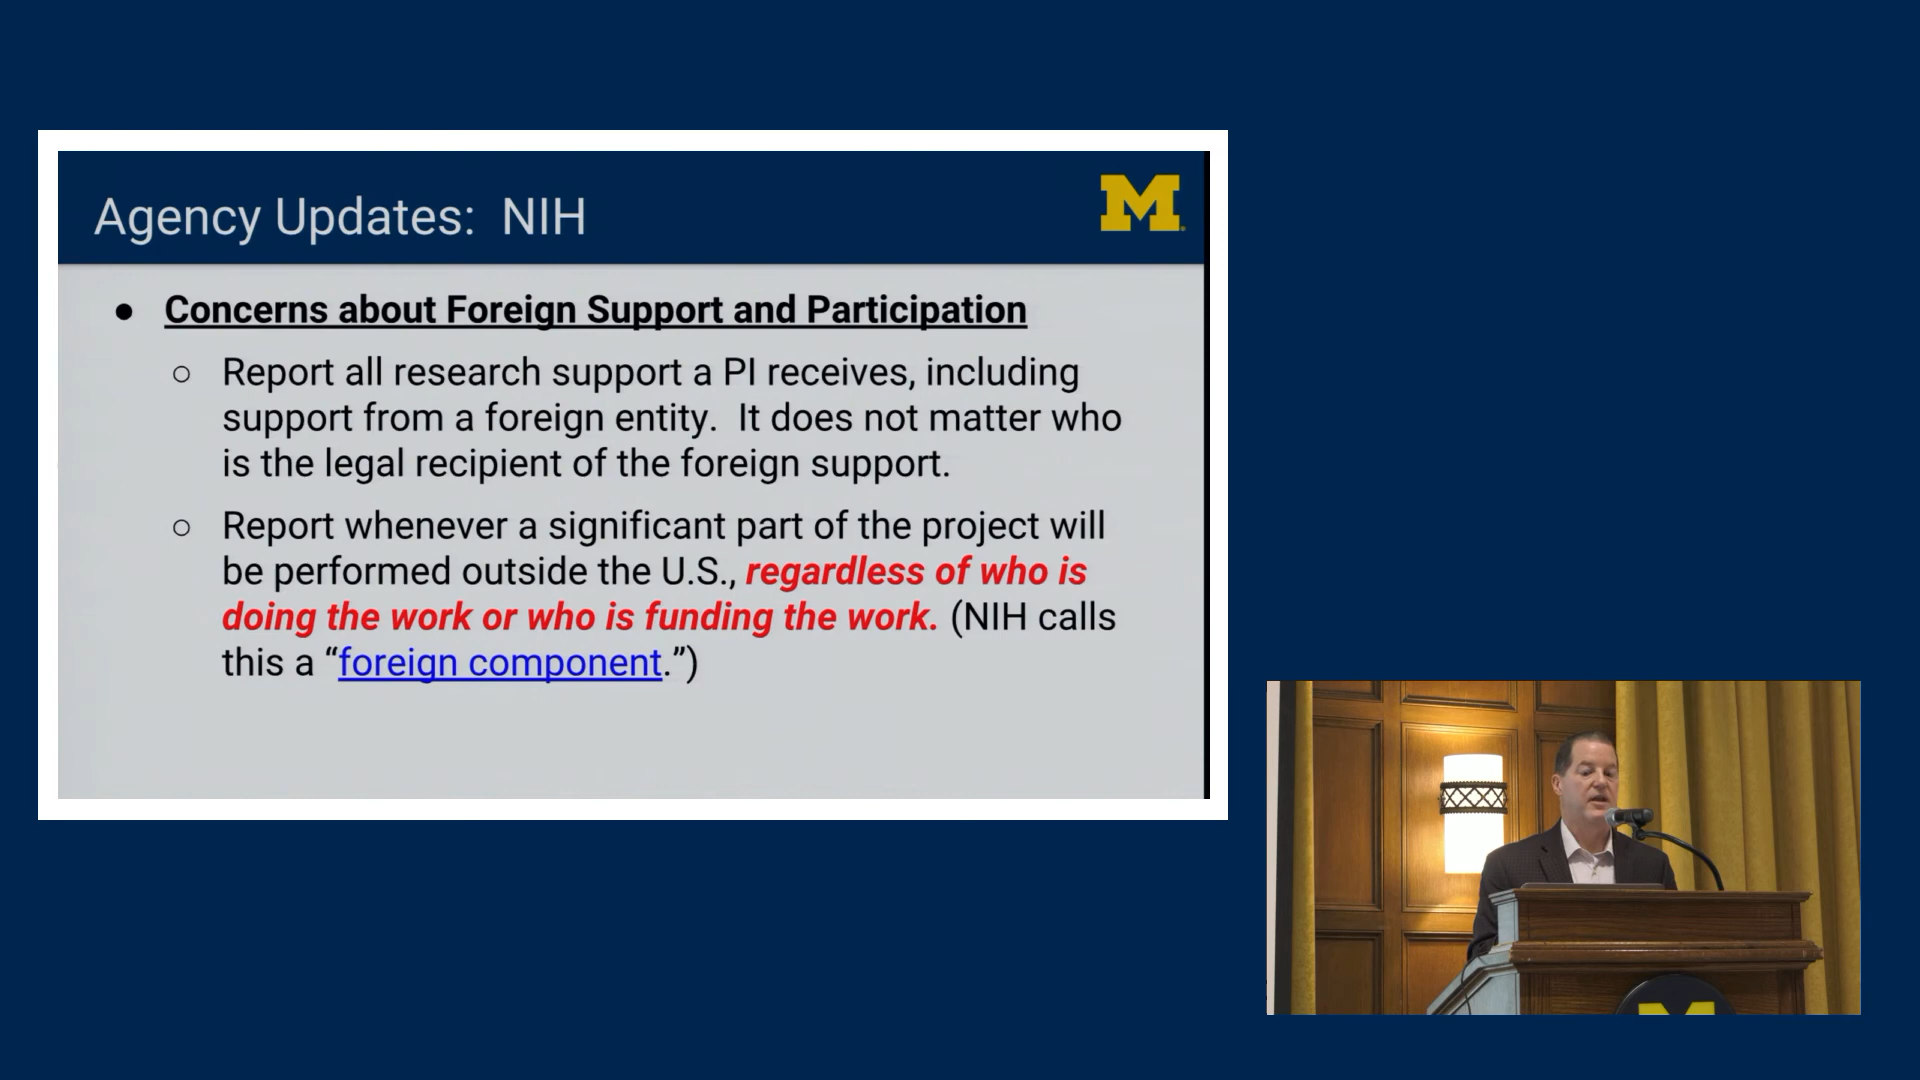 Agency Updates:  NIH
M
● Concerns about Foreign Support and Participation
○ Report all research support a PI receives, including
support from a foreign entity.  It does not matter who
is the legal recipient of the foreign support.
○ Report whenever a significant part of the project will
be performed outside the U.S., regardless of who is
doing the work or who is funding the work. (NIH calls
this a “foreign component.”)
M